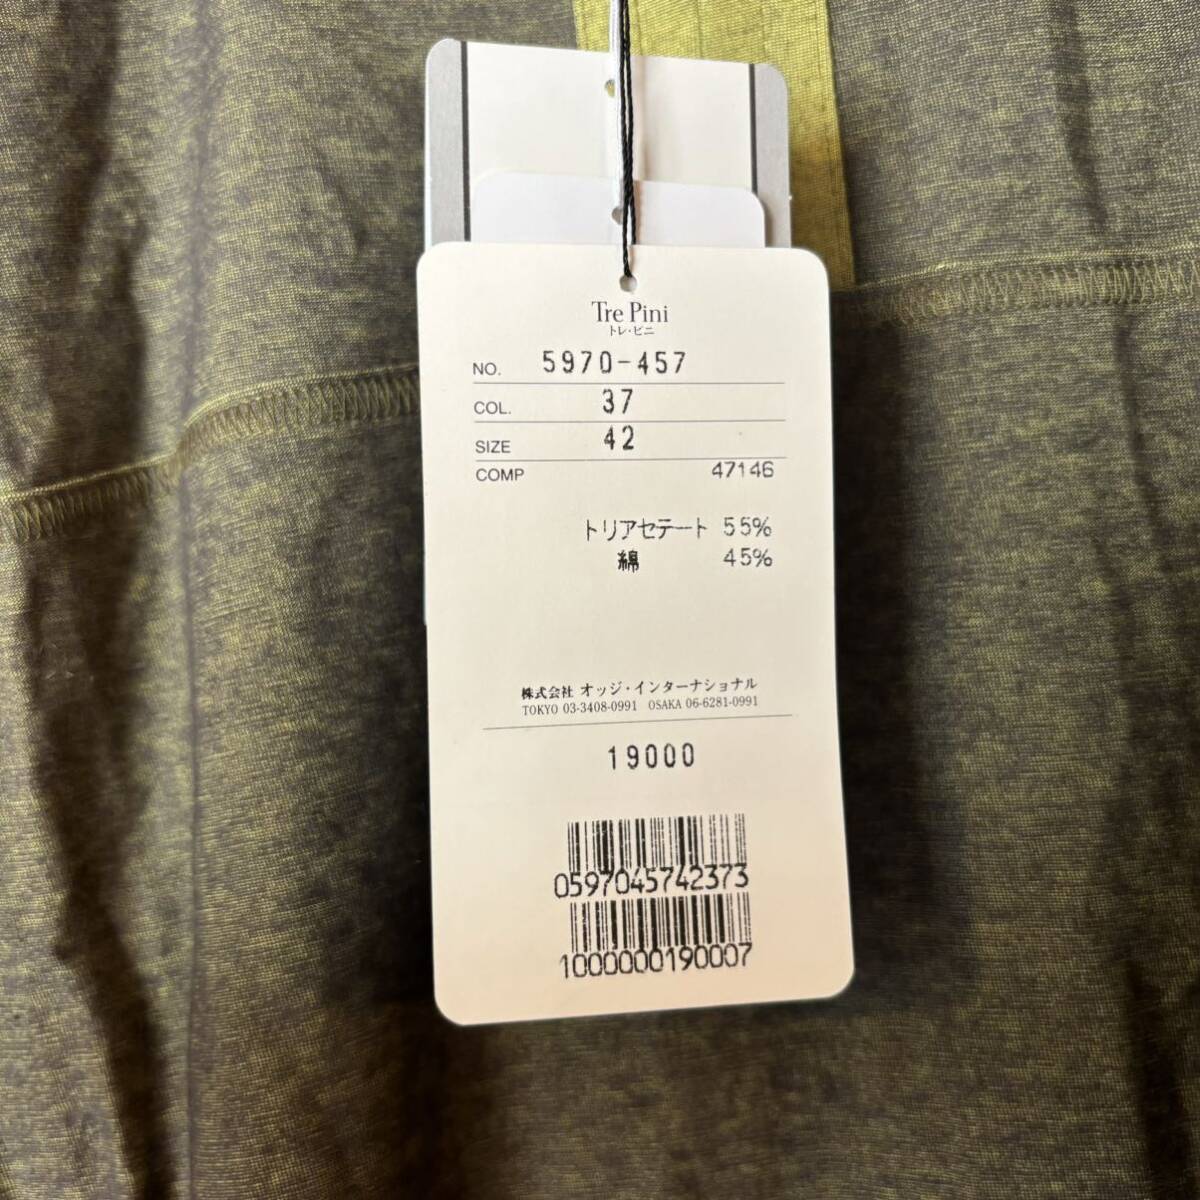 Tre Pini
トレ・ピニ
NO. 5970-457
COL. 37
SIZE 42
COMP 47146
トリアセテート 55%
綿 45%
株式会社 オッジ・インターナショナル
TOKYO 03-3408-0991 OSAKA 06-6281-0991
19000
0597045742373
1000000190007